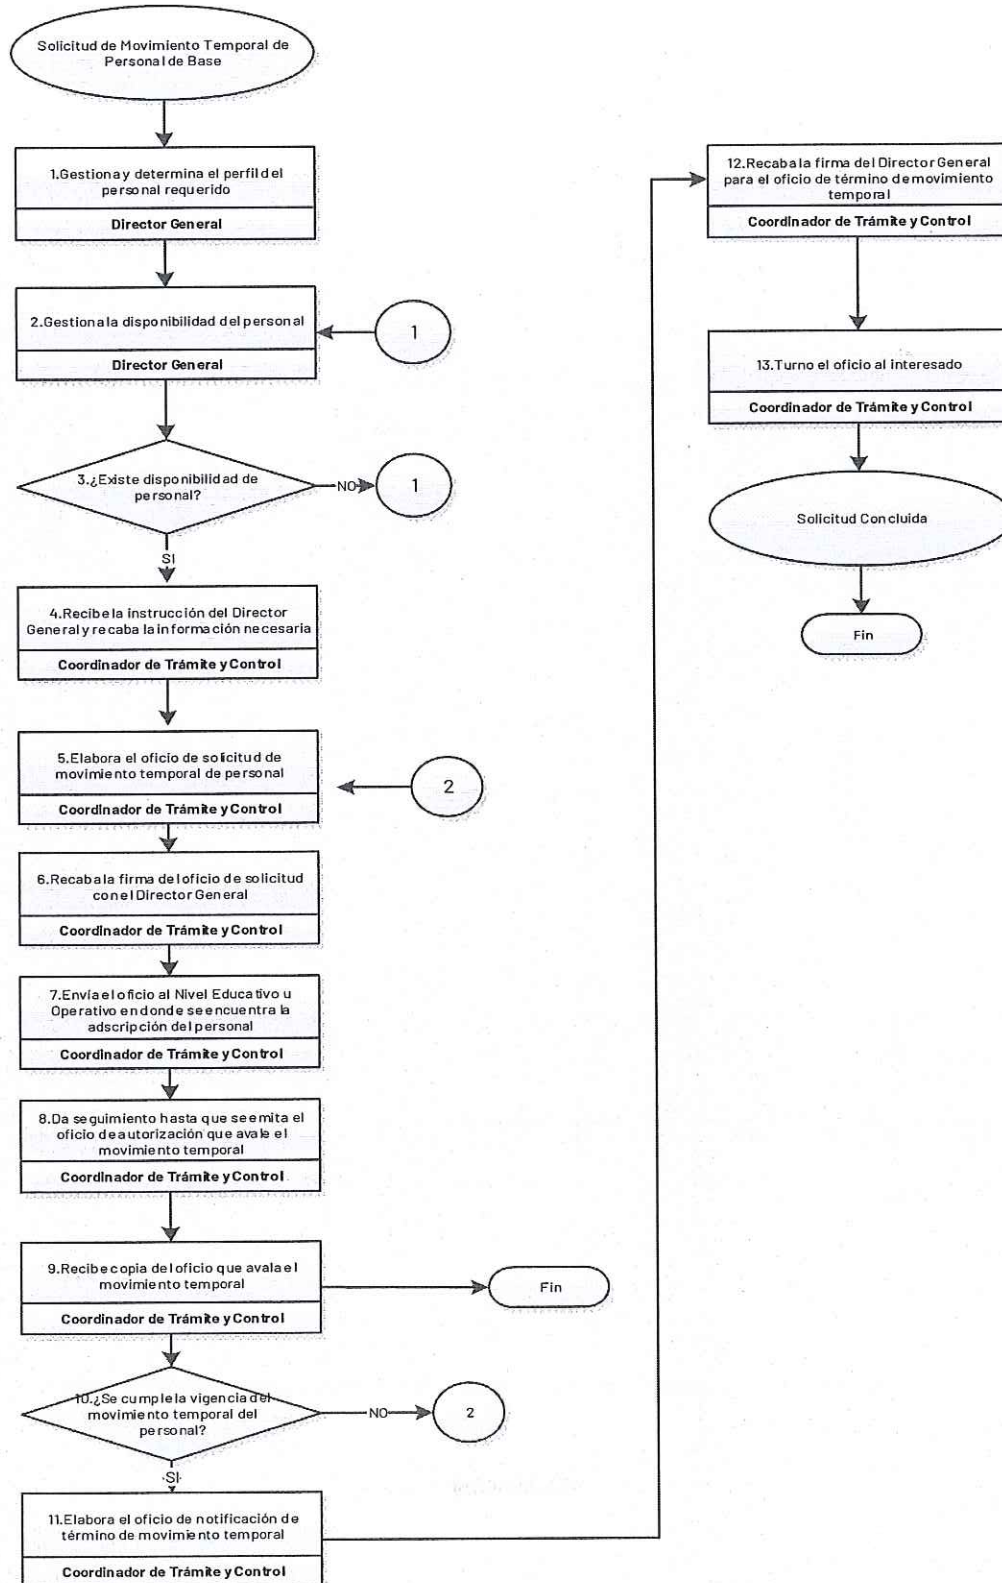 Solicitud de Movimiento Temporal de
Personal de Base
1.Gestiona y determina el perfil del
personal requerido
Director General
2.Gestiona la disponibilidad del personal
Director General
1
3.¿Existe disponibilidad de
personal?
NO
1
SI
4.Recibe la instrucción del Director
General y recaba la información necesaria
Coordinador de Trámite y Control
5.Elabora el oficio de solicitud de
movimiento temporal de personal
Coordinador de Trámite y Control
2
6.Recaba la firma del oficio de solicitud
con el Director General
Coordinador de Trámite y Control
7.Envía el oficio al Nivel Educativo u
Operativo en donde se encuentra la
adscripción del personal
Coordinador de Trámite y Control
8.Da seguimiento hasta que se emita el
oficio de autorización que avale el
movimiento temporal
Coordinador de Trámite y Control
9.Recibe copia del oficio que avala el
movimiento temporal
Coordinador de Trámite y Control
Fin
10.¿Se cumple la vigencia del
movimiento temporal del
personal?
NO
2
SI
11.Elabora el oficio de notificación de
término de movimiento temporal
Coordinador de Trámite y Control
12.Recaba la firma del Director General
para el oficio de término de movimiento
temporal
Coordinador de Trámite y Control
13.Turno el oficio al interesado
Coordinador de Trámite y Control
Solicitud Concluida
Fin